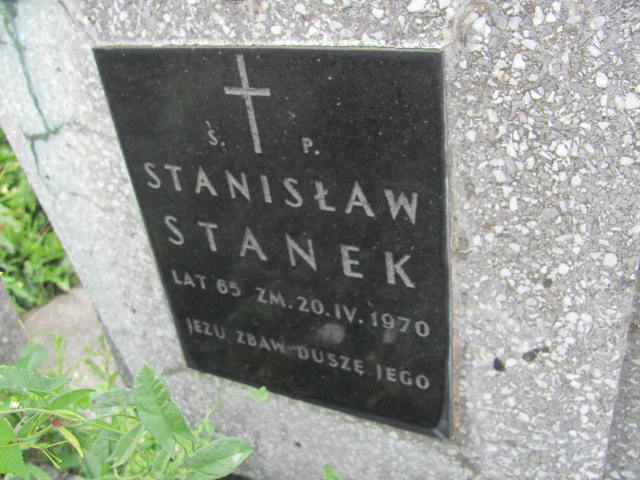 Ś. P.
STANISŁAW
STANEK
LAT 65 ZM. 20.IV.1970
JEZU ZBAW DUSZĘ JEGO